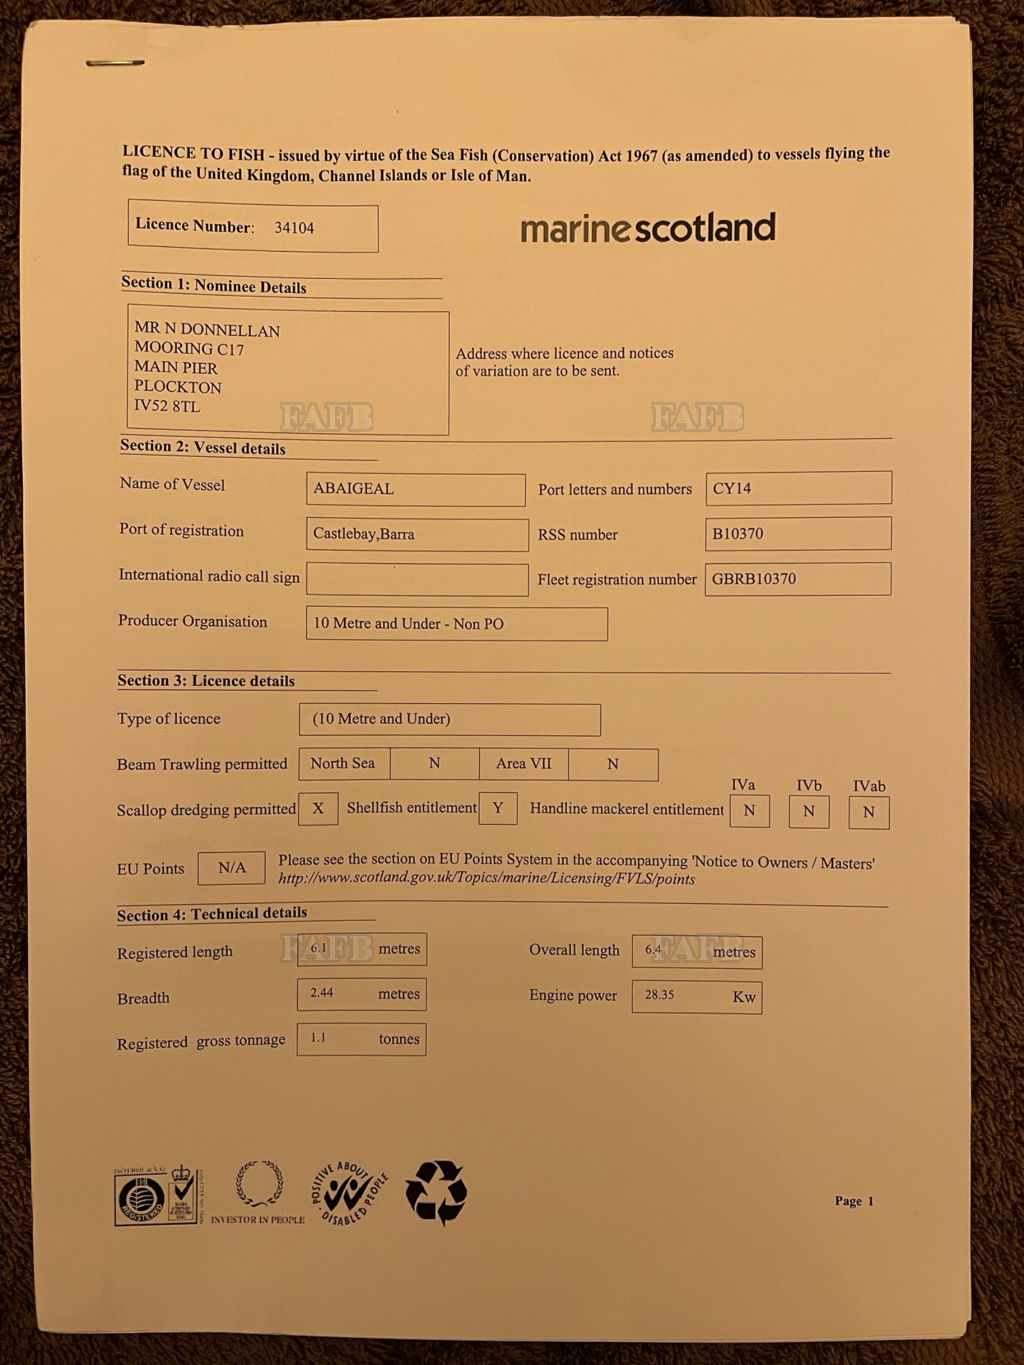 LICENCE TO FISH - issued by virtue of the Sea Fish (Conservation) Act 1967 (as amended) to vessels flying the
flag of the United Kingdom, Channel Islands or Isle of Man.
Licence Number: 34104
marinescotland
Section 1: Nominee Details
MR N DONNELLAN
MOORING C17
MAIN PIER
PLOCKTON
IV52 8TL
Address where licence and notices
of variation are to be sent.
FAFB FAFB
Section 2: Vessel details
Name of Vessel ABAIGEAL Port letters and numbers CY14
Port of registration Castlebay,Barra RSS number B10370
International radio call sign Fleet registration number GBRB10370
Producer Organisation 10 Metre and Under - Non PO
Section 3: Licence details
Type of licence (10 Metre and Under)
Beam Trawling permitted North Sea N Area VII N
IVa IVb IVab
Scallop dredging permitted X Shellfish entitlement Y Handline mackerel entitlement N N N
EU Points N/A Please see the section on EU Points System in the accompanying 'Notice to Owners / Masters'
http://www.scotland.gov.uk/Topics/marine/Licensing/FVLS/points
Section 4: Technical details
Registered length 6.1 metres Overall length 6.4 metres
FAFB FAFB
Breadth 2.44 metres Engine power 28.35 Kw
Registered gross tonnage 1.1 tonnes
BSI
REGISTERED
INVESTOR IN PEOPLE
POSITIVE ABOUT DISABLED PEOPLE
Page 1